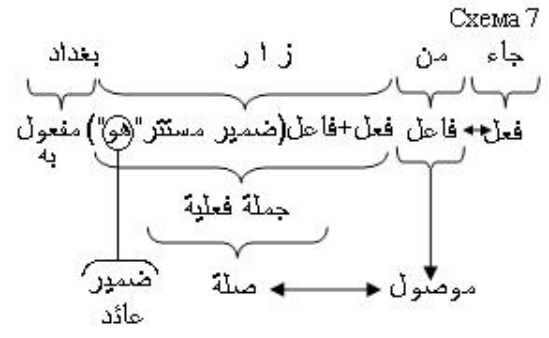 Схема 7
جاء من زار بغداد
فعل فاعل فعل+فاعل(ضمير مستتر"هو") مفعول به
جملة فعلية
موصول صلة ضمير عائد